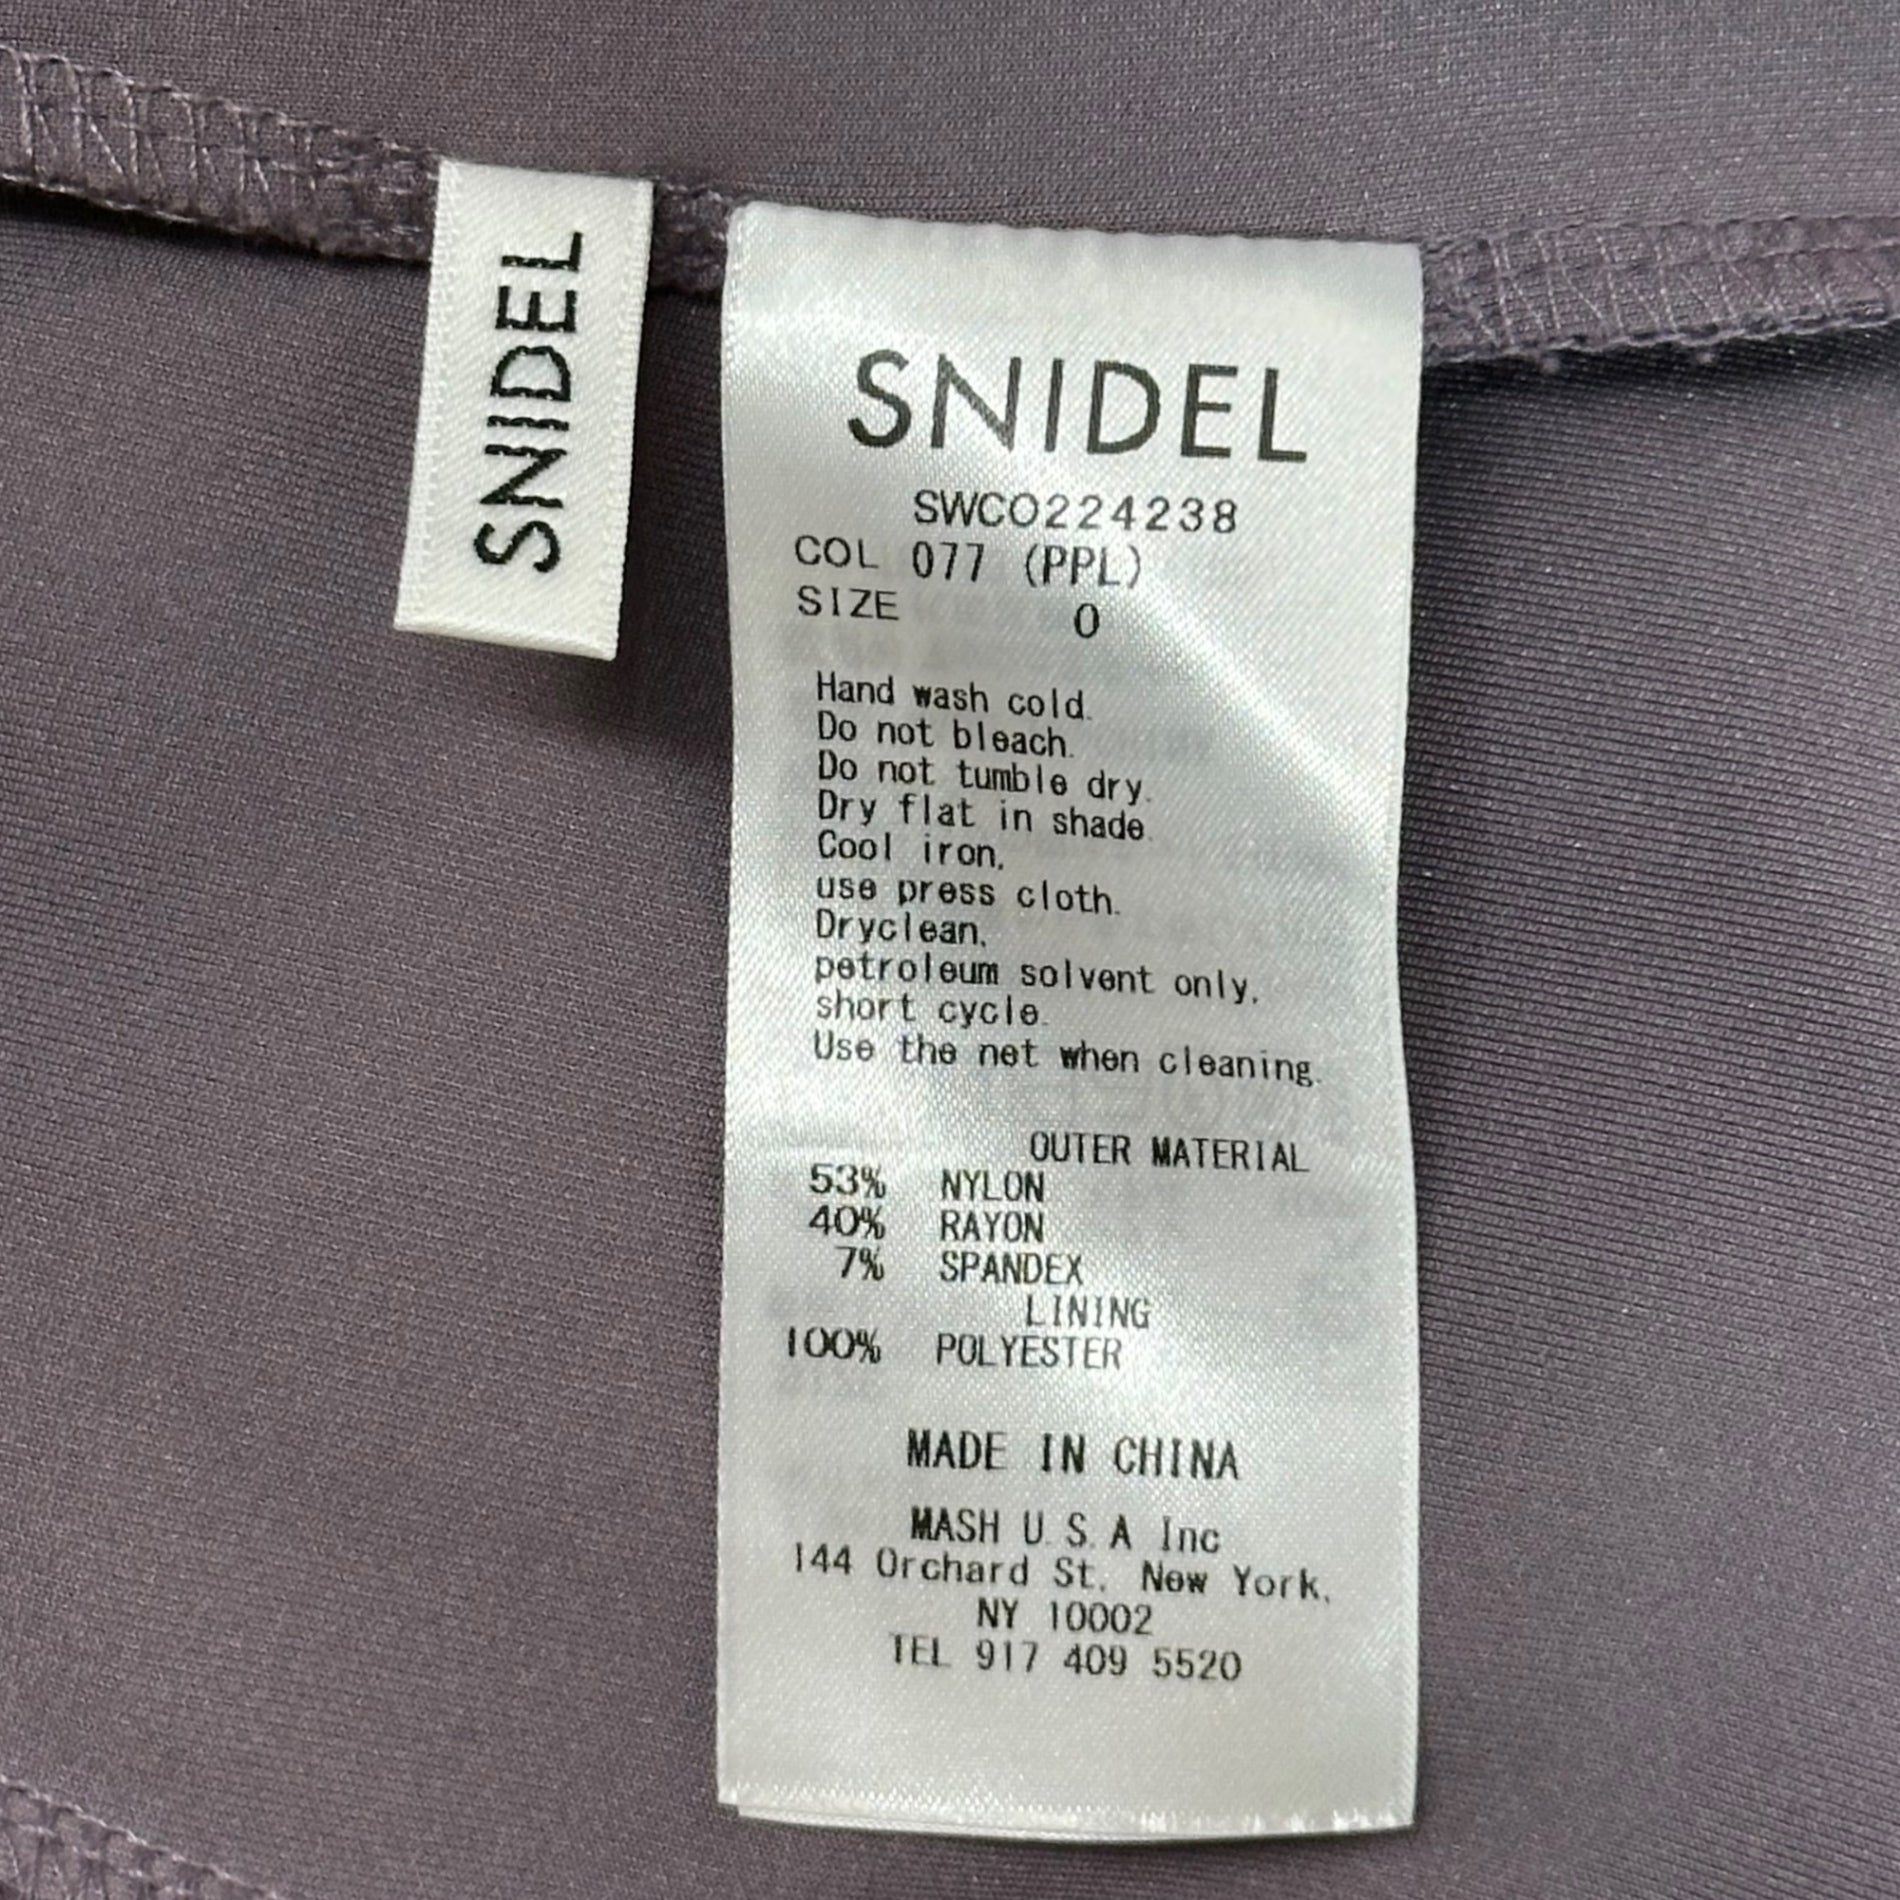 SNIDEL
SNIDEL
SWCO224238
COL 077 (PPL)
SIZE 0
Hand wash cold.
Do not bleach.
Do not tumble dry.
Dry flat in shade.
Cool iron,
use press cloth.
Dryclean,
petroleum solvent only,
short cycle.
Use the net when cleaning.
OUTER MATERIAL
53% NYLON
40% RAYON
7% SPANDEX
LINING
100% POLYESTER
MADE IN CHINA
MASH U.S.A Inc
144 Orchard St, New York,
NY 10002
TEL 917 409 5520